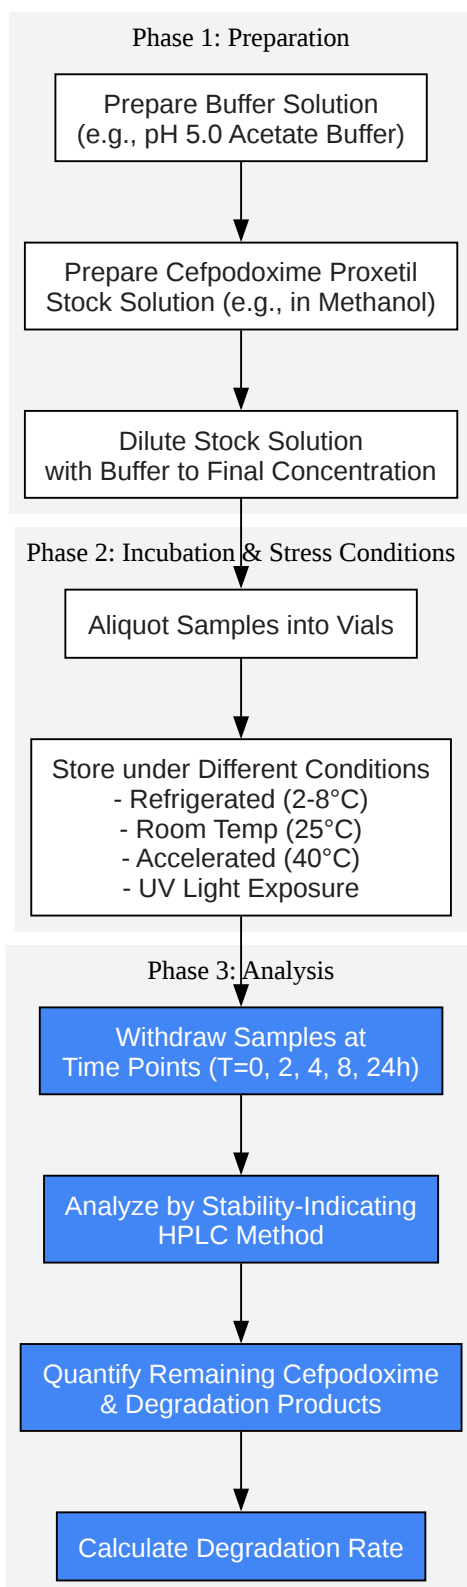 Phase 1: Preparation
Prepare Buffer Solution
(e.g., pH 5.0 Acetate Buffer)
Prepare Cefpodoxime Proxetil
Stock Solution (e.g., in Methanol)
Dilute Stock Solution
with Buffer to Final Concentration
Phase 2: Incubation & Stress Conditions
Aliquot Samples into Vials
Store under Different Conditions
- Refrigerated (2-8°C)
- Room Temp (25°C)
- Accelerated (40°C)
- UV Light Exposure
Phase 3: Analysis
Withdraw Samples at
Time Points (T=0, 2, 4, 8, 24h)
Analyze by Stability-Indicating
HPLC Method
Quantify Remaining Cefpodoxime
& Degradation Products
Calculate Degradation Rate